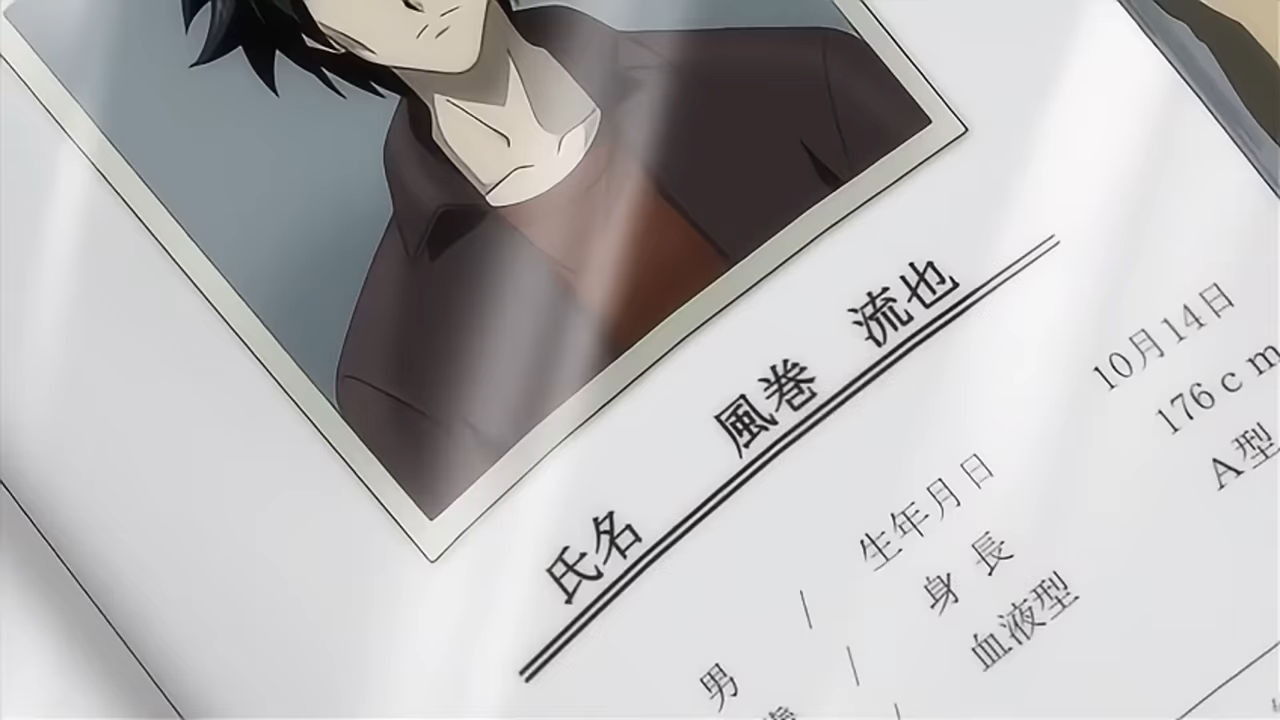 氏名 風巻 流也
男 / 生年月日 10月14日
/ 身長 176cm
血液型 A型